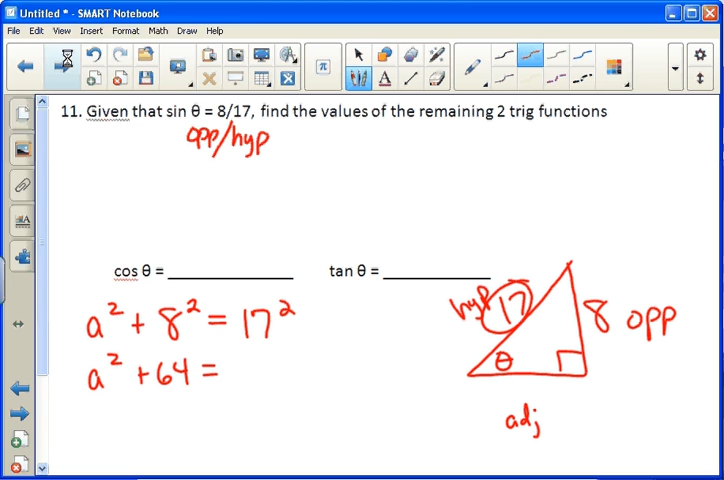 Untitled * - SMART Notebook
File Edit View Insert Format Draw Help
π
A
11. Given that sin θ = 8/17, find the values of the remaining 2 trig functions
opp/hyp
cos θ = ______________
tan θ = ____________
a² + 8² = 17²
a² + 64 =
hyp 17
8 opp
θ
adj